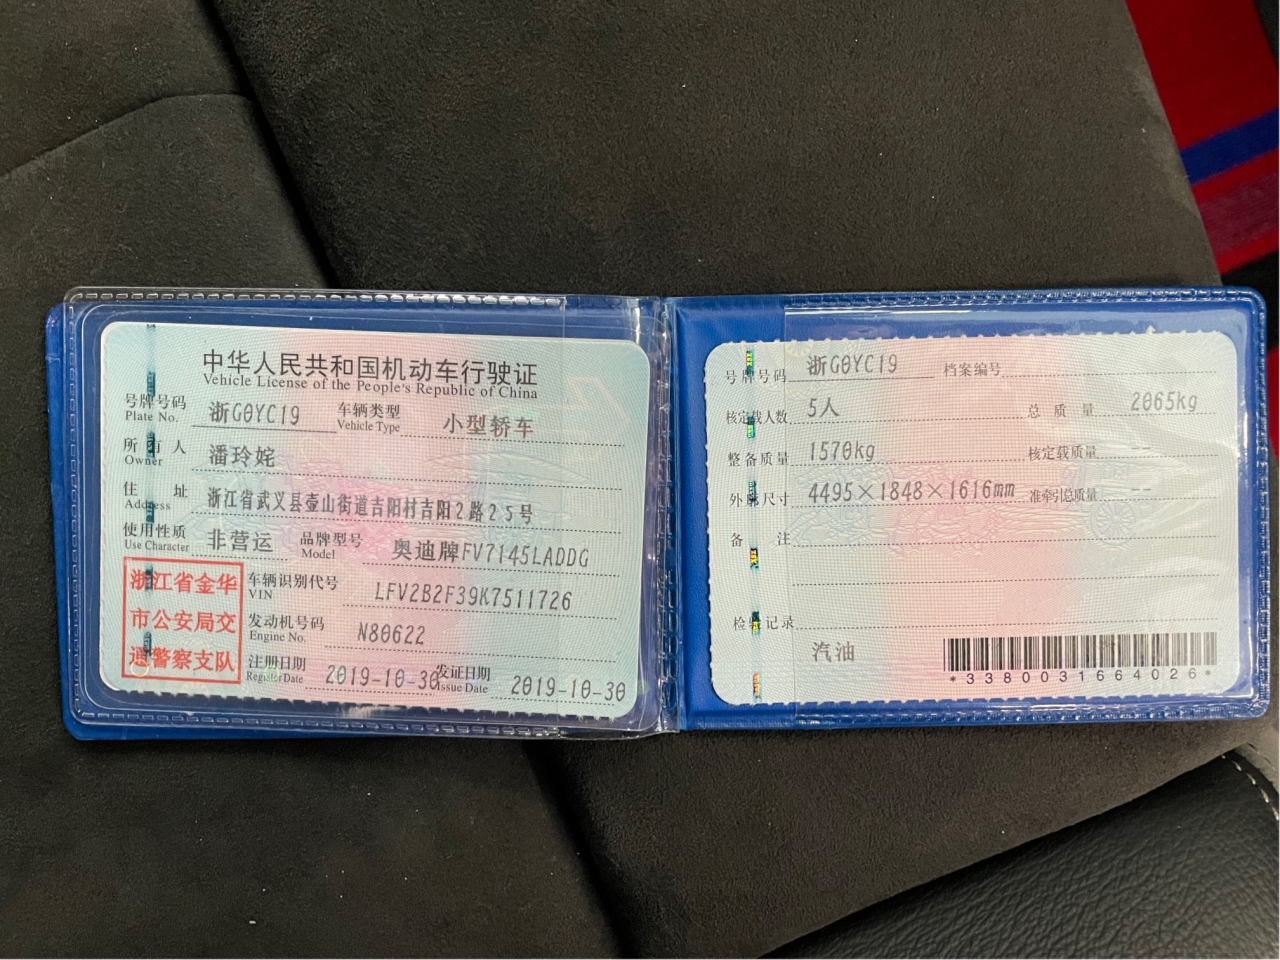 中华人民共和国机动车行驶证
Vehicle License of the People's Republic of China
号牌号码 Plate No. 浙G0YC19 车辆类型 Vehicle Type 小型轿车
所有人 Owner 潘玲姹
住址 Address 浙江省武义县壶山街道吉阳村吉阳2路25号
使用性质 Use Character 非营运 品牌型号 Model 奥迪牌FV7145LADDG
浙江省金华
市公安局交
通警察支队
车辆识别代号 VIN LFV2B2F39K7511726
发动机号码 Engine No. N80622
注册日期 Register Date 2019-10-30 发证日期 Issue Date 2019-10-30
号牌号码 浙G0YC19 档案编号
核定载人数 5人 总质量 2065kg
整备质量 1570kg 核定载质量 --
外廓尺寸 4495×1848×1616mm 准牵引总质量 --
备注
检验记录
汽油
*3380031664026*